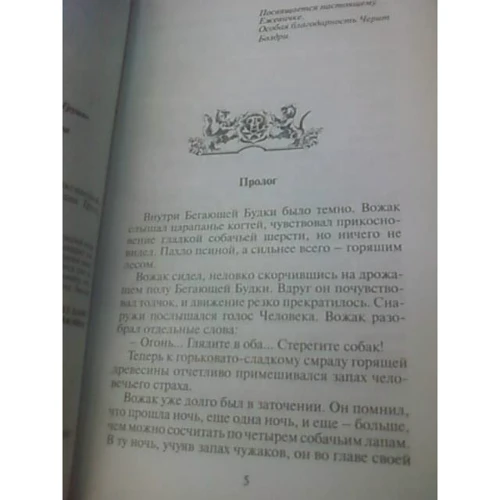 Посвящается настоящему
Ежевичке.
Особая благодарность Черит
Болдри.
Пролог
Внутри Бегающей Будки было темно. Вожак
слышал царапанье когтей, чувствовал прикосно-
вение гладкой собачьей шерсти, но ничего не
видел. Пахло псиной, а сильнее всего – горящим
лесом.
Вожак сидел, неловко скорчившись на дрожа-
щем полу Бегающей Будки. Вдруг он почувство-
вал толчок, и движение резко прекратилось. Сна-
ружи послышался голос Человека. Вожак разо-
брал отдельные слова:
– Огонь... Глядите в оба... Стерегите собак!
Теперь к горьковато-сладкому смраду горящей
древесины отчетливо примешивался запах чело-
вечьего страха.
Вожак уже долго был в заточении. Он помнил,
что прошла ночь, еще одна ночь, и еще – больше,
чем можно сосчитать по четырем собачьим лапам.
В ту ночь, учуяв запах чужаков, он во главе своей
5